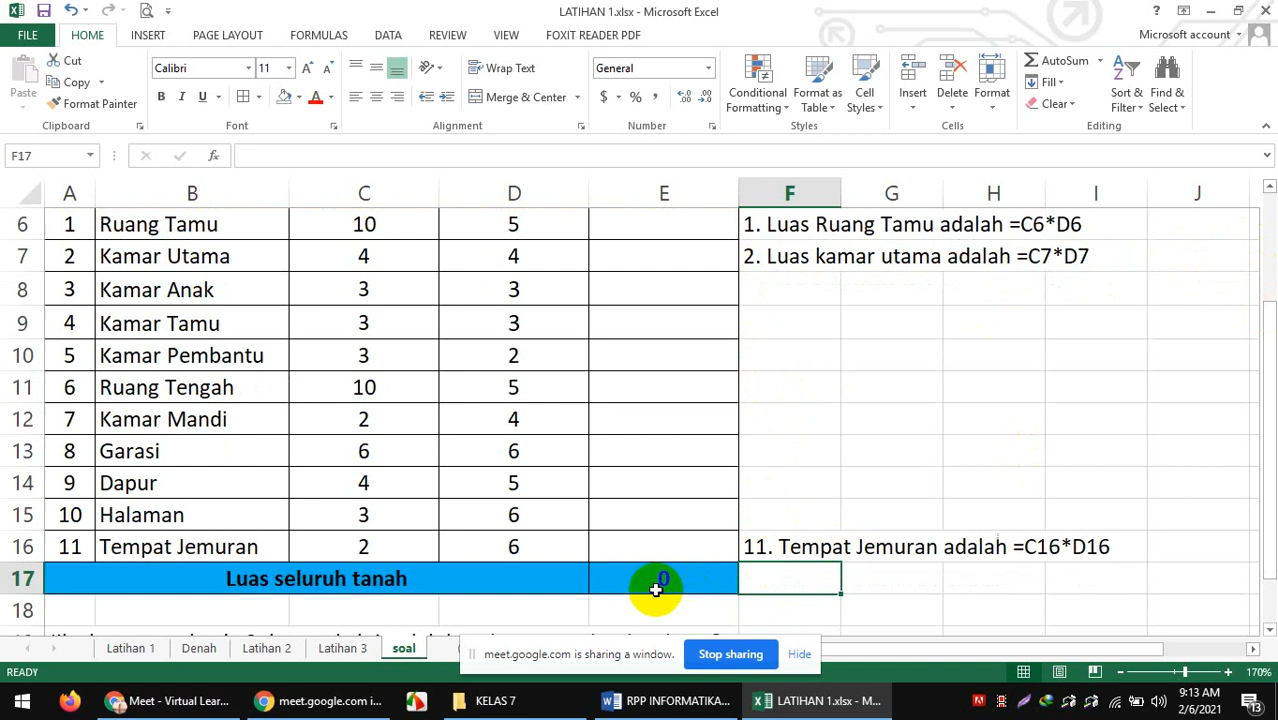 LATIHAN 1.xlsx - Microsoft Excel
FILE HOME INSERT PAGE LAYOUT FORMULAS DATA REVIEW VIEW FOXIT READER PDF Microsoft account
Paste
Cut
Copy
Format Painter
Clipboard
Calibri 11
B I U
Font
Wrap Text
Merge & Center
Alignment
General
$ % ,
Number
Conditional Formatting
Format as Table
Cell Styles
Styles
Insert
Delete
Format
Cells
AutoSum
Fill
Clear
Sort & Filter
Find & Select
Editing
F17 fx
A B C D E F G H I J
6 1 Ruang Tamu 10 5 1. Luas Ruang Tamu adalah =C6*D6
7 2 Kamar Utama 4 4 2. Luas kamar utama adalah =C7*D7
8 3 Kamar Anak 3 3
9 4 Kamar Tamu 3 3
10 5 Kamar Pembantu 3 2
11 6 Ruang Tengah 10 5
12 7 Kamar Mandi 2 4
13 8 Garasi 6 6
14 9 Dapur 4 5
15 10 Halaman 3 6
16 11 Tempat Jemuran 2 6 11. Tempat Jemuran adalah =C16*D16
17 Luas seluruh tanah 0
18
Latihan 1 Denah Latihan 2 Latihan 3 soal
meet.google.com is sharing a window. Stop sharing Hide
READY 170%
Meet - Virtual Lear... meet.google.com i... KELAS 7 RPP INFORMATIKA... LATIHAN 1.xlsx - M...
9:13 AM
2/6/2021
13